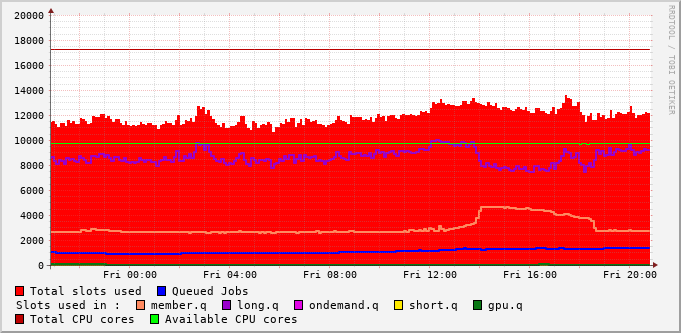 RRDTOOL / TOBI OETIKER
20000
18000
16000
14000
12000
10000
8000
6000
4000
2000
0
Fri 00:00 Fri 04:00 Fri 08:00 Fri 12:00 Fri 16:00 Fri 20:00
Total slots used Queued Jobs
Slots used in : member.q long.q ondemand.q short.q gpu.q
Total CPU cores Available CPU cores